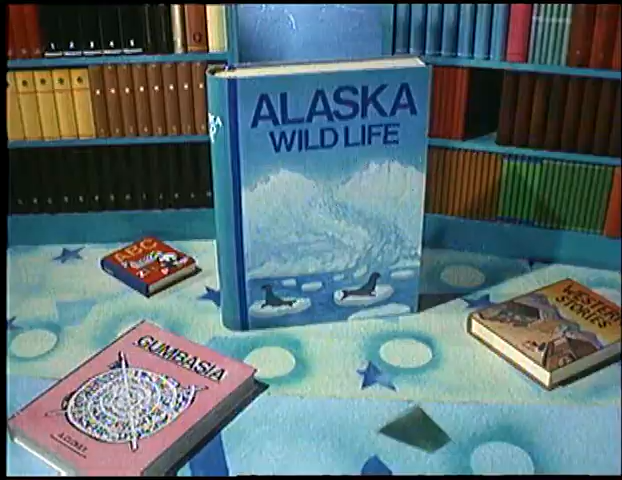 ALASKA
WILD LIFE
ABC
GUMBASIA
WESTERN
STORIES